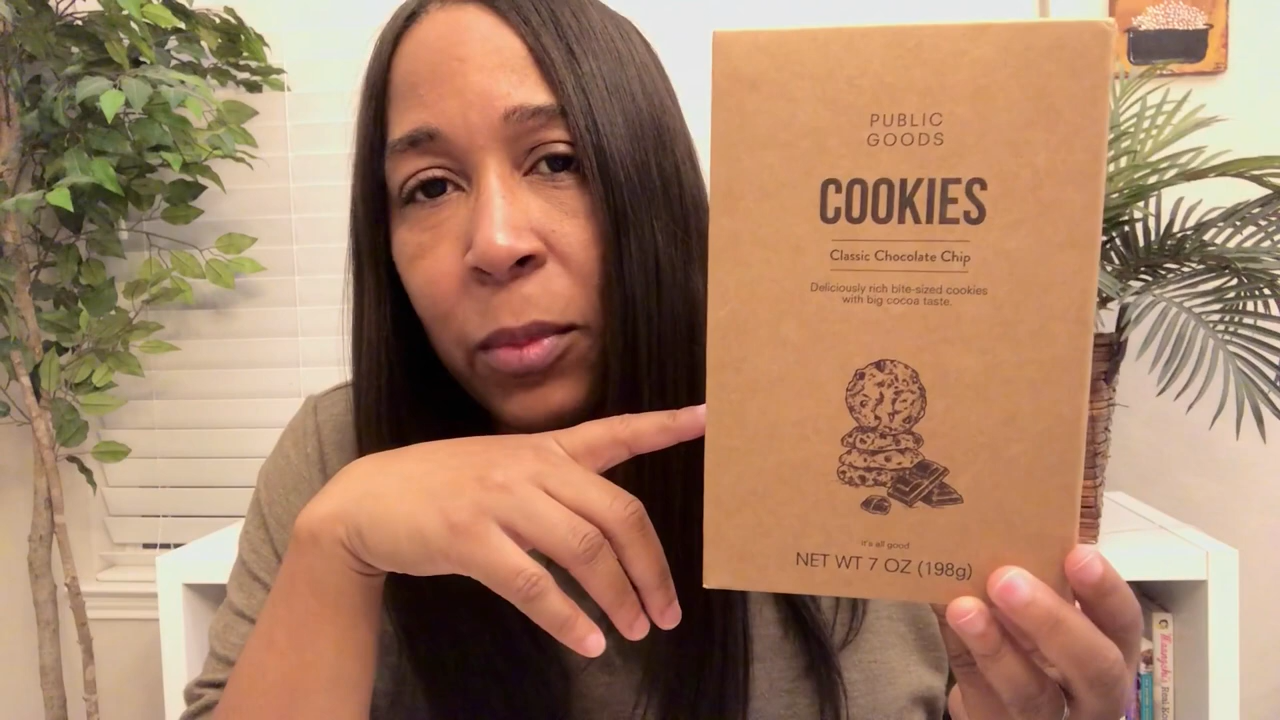 PUBLIC
GOODS
COOKIES
Classic Chocolate Chip
Deliciously rich bite-sized cookies
with big cocoa taste.
it's all good
NET WT 7 OZ (198g)